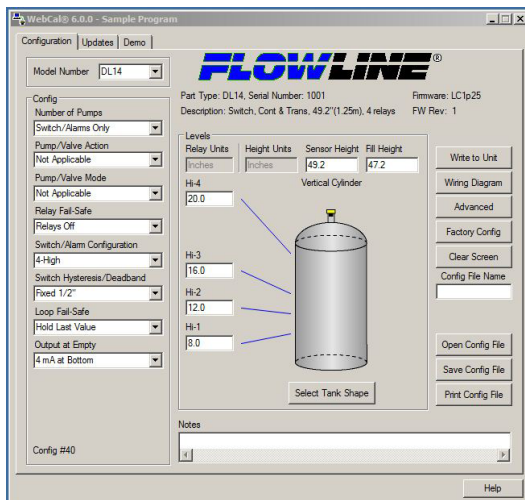 WebCal® 6.0.0 - Sample Program
Configuration Updates Demo
Model Number DL14
FLOWLINE®
Part Type: DL14, Serial Number: 1001 Firmware: LC1p25
Description: Switch, Cont & Trans, 49.2"(1.25m), 4 relays FW Rev: 1
Config
Number of Pumps
Switch/Alarms Only
Pump/Valve Action
Not Applicable
Pump/Valve Mode
Not Applicable
Relay Fail-Safe
Relays Off
Switch/Alarm Configuration
4-High
Switch Hysteresis/Deadband
Fixed 1/2"
Loop Fail-Safe
Hold Last Value
Output at Empty
4 mA at Bottom
Config #40
Levels
Relay Units Height Units Sensor Height Fill Height
Inches Inches 49.2 47.2
Hi-4 Vertical Cylinder
20.0
Hi-3
16.0
Hi-2
12.0
Hi-1
8.0
Select Tank Shape
Write to Unit
Wiring Diagram
Advanced
Factory Config
Clear Screen
Config File Name
Open Config File
Save Config File
Print Config File
Notes
Help